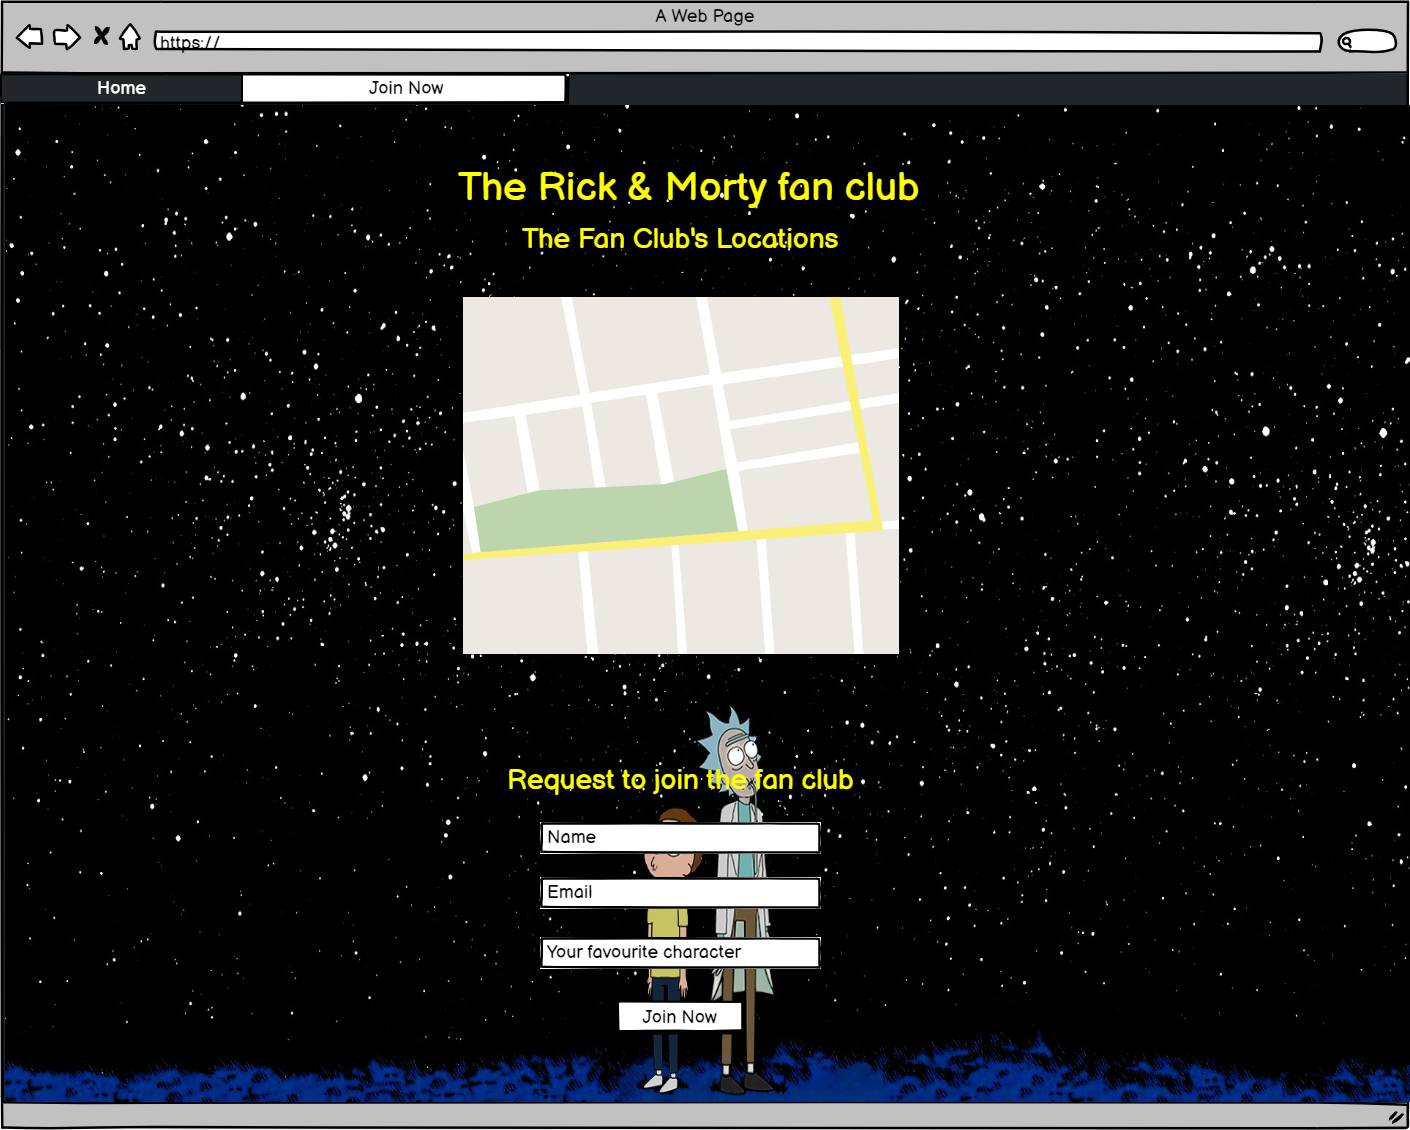 A Web Page
https://
Home
Join Now
The Rick & Morty fan club
The Fan Club's Locations
Request to join the fan club
Name
Email
Your favourite character
Join Now